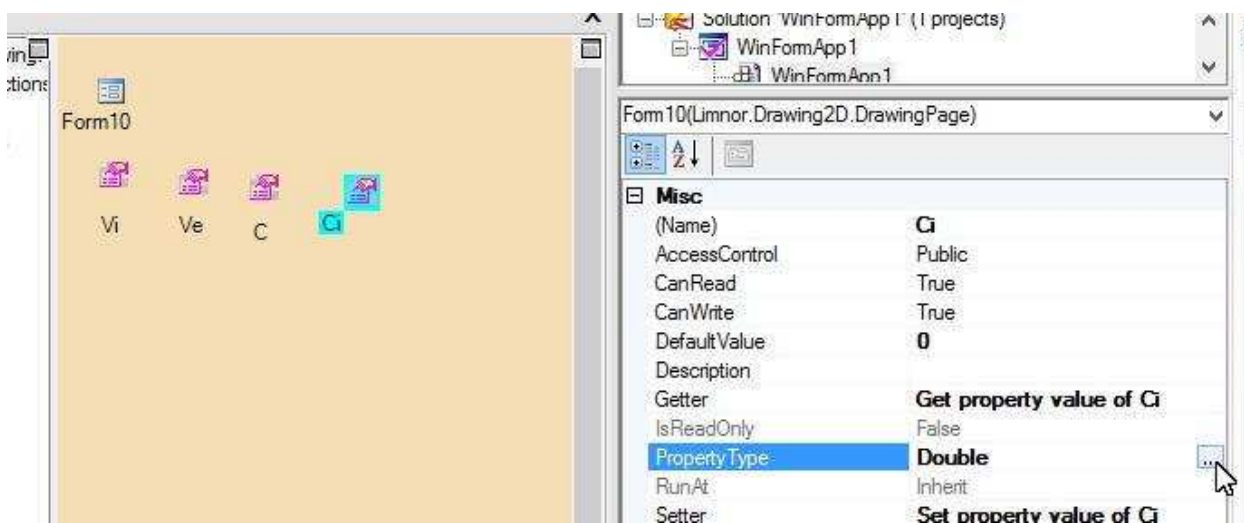 Solution 'WinFormApp1' (1 projects)
WinFormApp1
WinFormApp1
Form10
Vi
Ve
C
Ci
Form10(Limnor.Drawing2D.DrawingPage)
Misc
(Name) Ci
AccessControl Public
CanRead True
CanWrite True
DefaultValue 0
Description
Getter Get property value of Ci
IsReadOnly False
PropertyType Double ...
RunAt Inherit
Setter Set property value of Ci